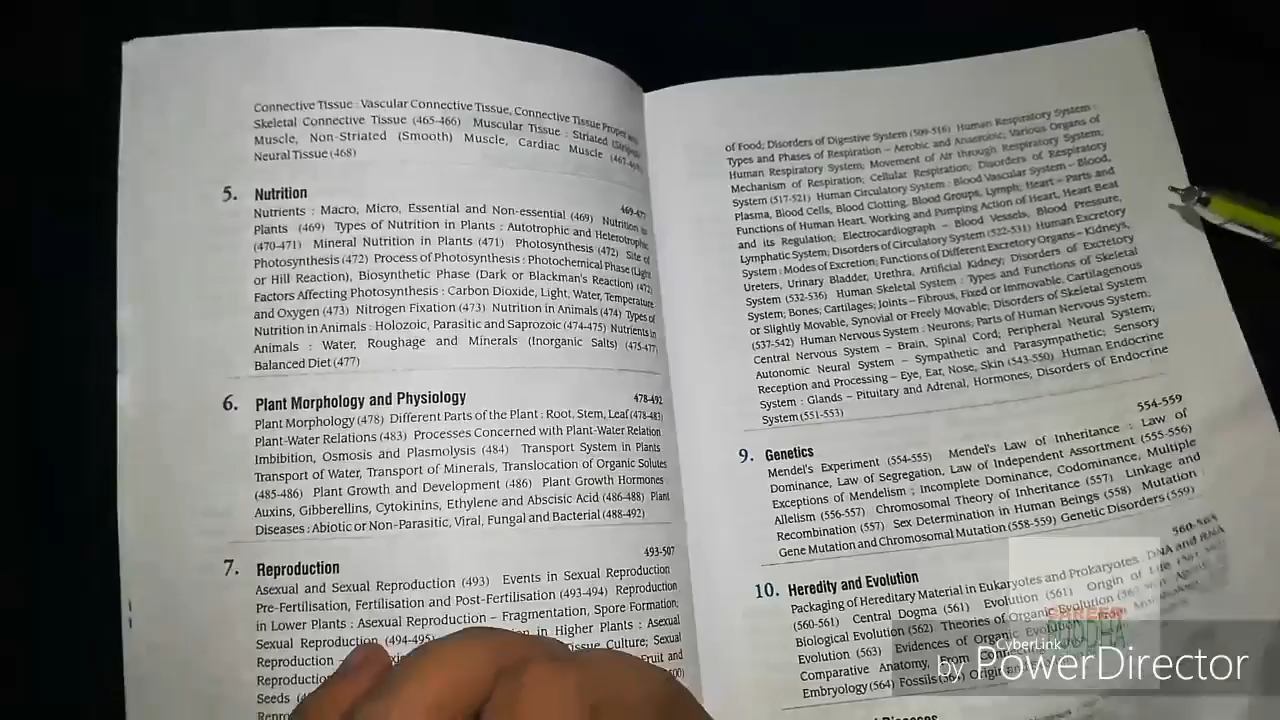 Connective Tissue : Vascular Connective Tissue, Connective Tissue Proper and
Skeletal Connective Tissue (465-466) Muscular Tissue : Striated (Striped)
Muscle, Non-Striated (Smooth) Muscle, Cardiac Muscle (467-468)
Neural Tissue (468)
5. Nutrition 469-477
Nutrients : Macro, Micro, Essential and Non-essential (469) Nutrition in
Plants (469) Types of Nutrition in Plants : Autotrophic and Heterotrophic
(470-471) Mineral Nutrition in Plants (471) Photosynthesis (472) Site of
Photosynthesis (472) Process of Photosynthesis : Photochemical Phase (Light
or Hill Reaction), Biosynthetic Phase (Dark or Blackman's Reaction) (472)
Factors Affecting Photosynthesis : Carbon Dioxide, Light, Water, Temperature
and Oxygen (473) Nitrogen Fixation (473) Nutrition in Animals (474) Types of
Nutrition in Animals : Holozoic, Parasitic and Saprozoic (474-475) Nutrients in
Animals : Water, Roughage and Minerals (Inorganic Salts) (475-477)
Balanced Diet (477)
6. Plant Morphology and Physiology 478-492
Plant Morphology (478) Different Parts of the Plant : Root, Stem, Leaf (478-483)
Plant-Water Relations (483) Processes Concerned with Plant-Water Relation
Imbibition, Osmosis and Plasmolysis (484) Transport System in Plants
Transport of Water, Transport of Minerals, Translocation of Organic Solutes
(485-486) Plant Growth and Development (486) Plant Growth Hormones
Auxins, Gibberellins, Cytokinins, Ethylene and Abscisic Acid (486-488) Plant
Diseases : Abiotic or Non-Parasitic, Viral, Fungal and Bacterial (488-492)
7. Reproduction 493-507
Asexual and Sexual Reproduction (493) Events in Sexual Reproduction
Pre-Fertilisation, Fertilisation and Post-Fertilisation (493-494) Reproduction
in Lower Plants : Asexual Reproduction – Fragmentation, Spore Formation;
Sexual Reproduction (494-495) in Higher Plants : Asexual
Reproduction – Tissue Culture; Sexual
Reproduction Fruit and
Seeds
of Food; Disorders of Digestive System (509-516) Human Respiratory System :
Types and Phases of Respiration – Aerobic and Anaerobic; Various Organs of
Human Respiratory System; Movement of Air through Respiratory System;
Mechanism of Respiration; Cellular Respiration; Disorders of Respiratory
System (517-521) Human Circulatory System : Blood Vascular System – Blood,
Plasma, Blood Cells, Blood Clotting, Blood Groups, Lymph; Heart – Parts and
Functions of Human Heart, Working and Pumping Action of Heart, Heart Beat
and its Regulation; Electrocardiograph – Blood Vessels, Blood Pressure,
Lymphatic System; Disorders of Circulatory System (522-531) Human Excretory
System : Modes of Excretion; Functions of Different Excretory Organs – Kidneys,
Ureters, Urinary Bladder, Urethra, Artificial Kidney; Disorders of Excretory
System (532-536) Human Skeletal System : Types and Functions of Skeletal
System; Bones, Cartilages; Joints – Fibrous, Fixed or Immovable, Cartilagenous
or Slightly Movable, Synovial or Freely Movable; Disorders of Skeletal System
(537-542) Human Nervous System : Neurons; Parts of Human Nervous System;
Central Nervous System – Brain, Spinal Cord; Peripheral Neural System;
Autonomic Neural System – Sympathetic and Parasympathetic; Sensory
Reception and Processing – Eye, Ear, Nose, Skin (543-550) Human Endocrine
System : Glands – Pituitary and Adrenal, Hormones; Disorders of Endocrine
System (551-553)
9. Genetics 554-559
Mendel's Experiment (554-555) Mendel's Law of Inheritance : Law of
Dominance, Law of Segregation, Law of Independent Assortment (555-556)
Exceptions of Mendelism ; Incomplete Dominance, Codominance, Multiple
Allelism (556-557) Chromosomal Theory of Inheritance (557) Linkage and
Recombination (557) Sex Determination in Human Beings (558) Mutation
Gene Mutation and Chromosomal Mutation (558-559) Genetic Disorders (559)
10. Heredity and Evolution
Packaging of Hereditary Material in Eukaryotes and Prokaryotes : DNA and RNA
(560-561) Central Dogma (561) Evolution (561) Origin of Life
Biological Evolution (562) Theories of Organic Evolution
Evolution (563) Evidences of Organic
Comparative Anatomy, From
Embryology (564) Fossils
CyberLink
by PowerDirector